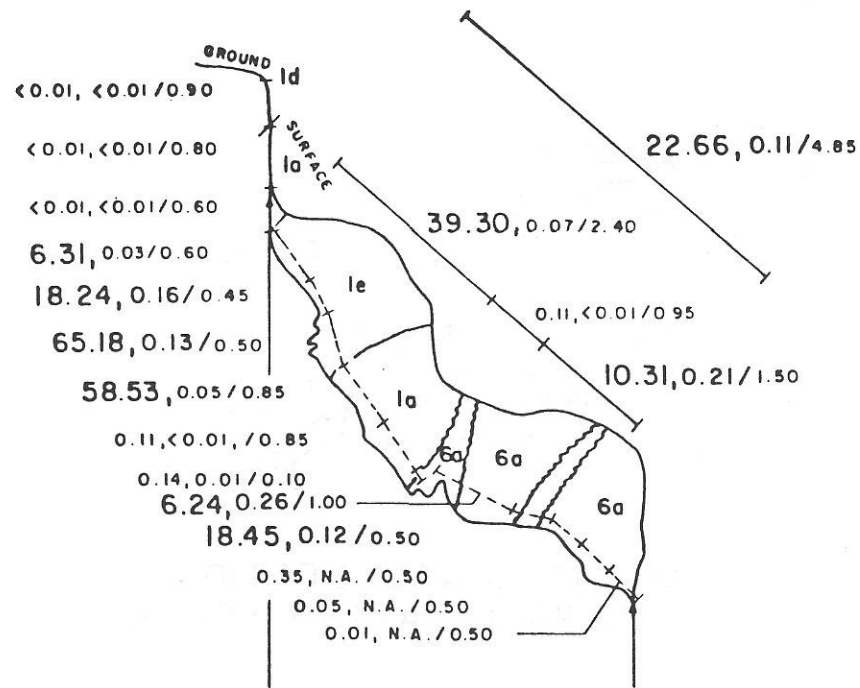 GROUND
1d
<0.01, <0.01/0.90
SURFACE
<0.01, <0.01/0.80
1a
<0.01, <0.01/0.60
6.31, 0.03/0.60
18.24, 0.16/0.45
65.18, 0.13/0.50
58.53, 0.05/0.85
0.11, <0.01, /0.85
0.14, 0.01/0.10
6.24, 0.26/1.00
18.45, 0.12/0.50
0.35, N.A./0.50
0.05, N.A./0.50
0.01, N.A./0.50
22.66, 0.11/4.85
39.30, 0.07/2.40
0.11, <0.01/0.95
10.31, 0.21/1.50
1e
1a
6a
6a
6a